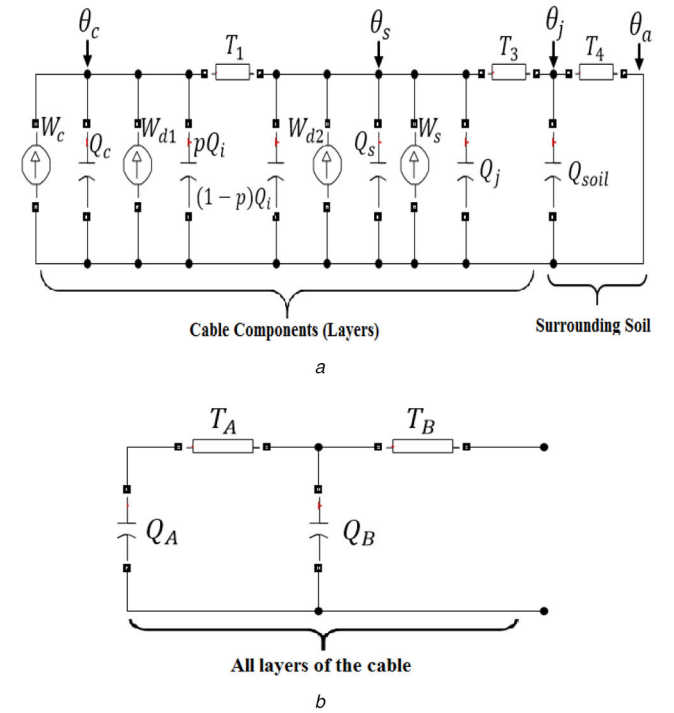 θc θs θj θa
T1 T3 T4
Wc Qc Wd1 pQi (1 − p)Qi Wd2 Qs Ws Qj Qsoil
Cable Components (Layers)
Surrounding Soil
a
TA TB
QA QB
All layers of the cable
b